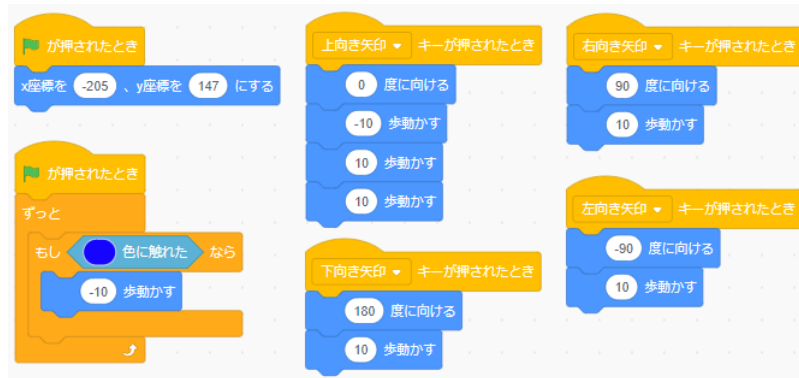 が押されたとき
x座標を -205 、y座標を 147 にする
が押されたとき
ずっと
もし 色に触れた なら
-10 歩動かす
上向き矢印 キーが押されたとき
0 度に向ける
-10 歩動かす
10 歩動かす
10 歩動かす
下向き矢印 キーが押されたとき
180 度に向ける
10 歩動かす
右向き矢印 キーが押されたとき
90 度に向ける
10 歩動かす
左向き矢印 キーが押されたとき
-90 度に向ける
10 歩動かす